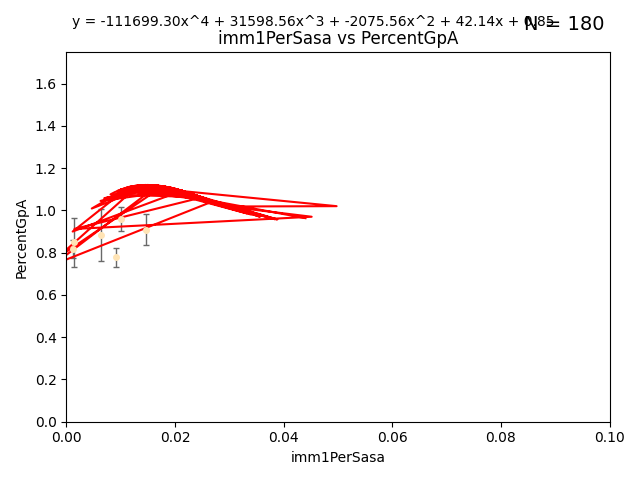 y = -111699.30x^4 + 31598.56x^3 + -2075.56x^2 + 42.14x + 0.85
N = 180
imm1PerSasa vs PercentGpA
1.6
1.4
1.2
1.0
0.8
0.6
0.4
0.2
0.0
PercentGpA
0.00 0.02 0.04 0.06 0.08 0.10
imm1PerSasa